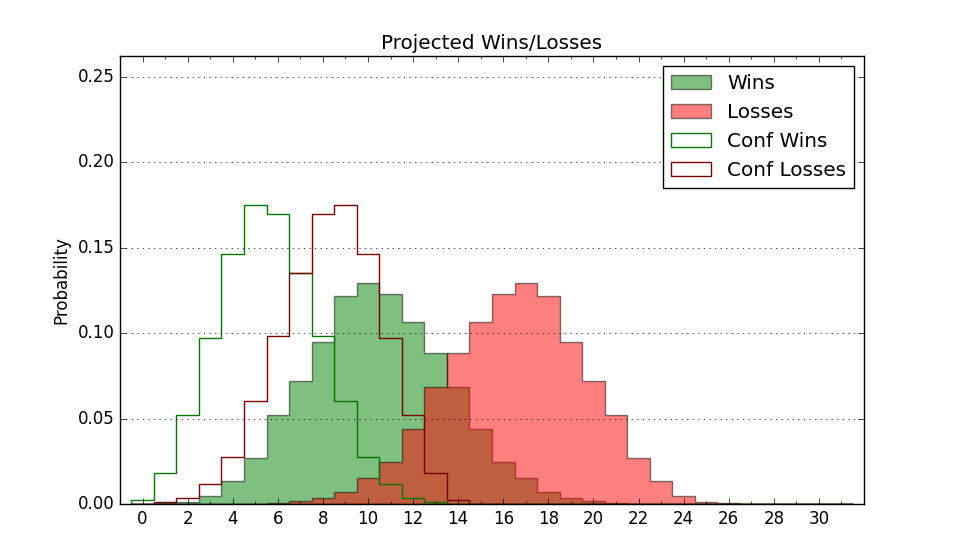 Projected Wins/Losses
0.25
0.20
0.15
0.10
0.05
0.00
Probability
Wins
Losses
Conf Wins
Conf Losses
0 2 4 6 8 10 12 14 16 18 20 22 24 26 28 30